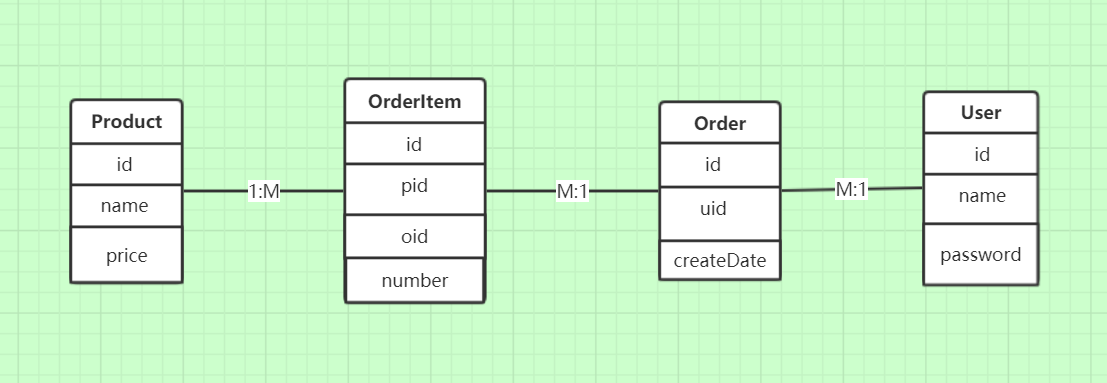 Product
id
name
price
1:M
OrderItem
id
pid
oid
number
M:1
Order
id
uid
createDate
M:1
User
id
name
password